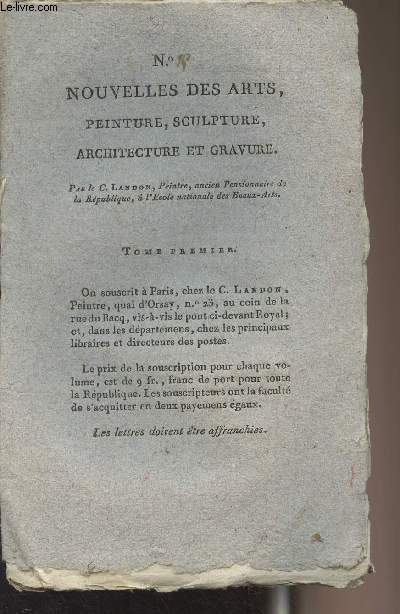 Le-livre.com
N.º
NOUVELLES DES ARTS,
PEINTURE, SCULPTURE,
ARCHITECTURE ET GRAVURE.
Par le C. LANDON, Peintre, ancien Pensionnaire de
la République, à l'Ecole nationale des Beaux-Arts.
TOME PREMIER.
On souscrit à Paris, chez le C. LANDON,
Peintre, quai d'Orsay, n.º 23, au coin de la
rue du Bacq, vis-à-vis le pont ci-devant Royal;
et, dans les départemens, chez les principaux
libraires et directeurs des postes.
Le prix de la souscription pour chaque vo-
lume, est de 9 fr., franc de port pour toute
la République. Les souscripteurs ont la faculté
de s'acquitter en deux payemens égaux.
Les lettres doivent être affranchies.
Le-livre.com